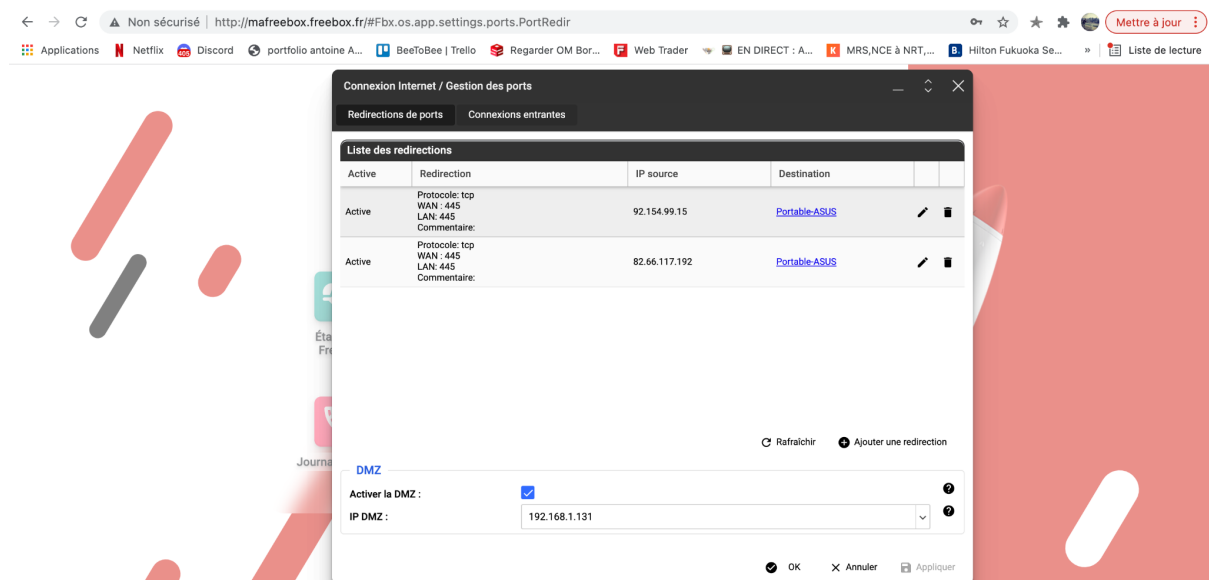 Non sécurisé | http://mafreebox.freebox.fr/#Fbx.os.app.settings.ports.PortRedir
Mettre à jour
Applications Netflix Discord portfolio antoine A... BeeToBee | Trello Regarder OM Bor... Web Trader EN DIRECT : A... MRS,NCE à NRT,... Hilton Fukuoka Se... » Liste de lecture
Connexion Internet / Gestion des ports
Redirections de ports Connexions entrantes
Liste des redirections
Active Redirection IP source Destination
Protocole: tcp
WAN : 445
Active 92.154.99.15 Portable-ASUS
LAN: 445
Commentaire:
Protocole: tcp
WAN : 445
Active 82.66.117.192 Portable-ASUS
LAN: 445
Commentaire:
Éta
Fre
Rafraîchir Ajouter une redirection
Journa
DMZ
Activer la DMZ :
IP DMZ : 192.168.1.131
OK Annuler Appliquer